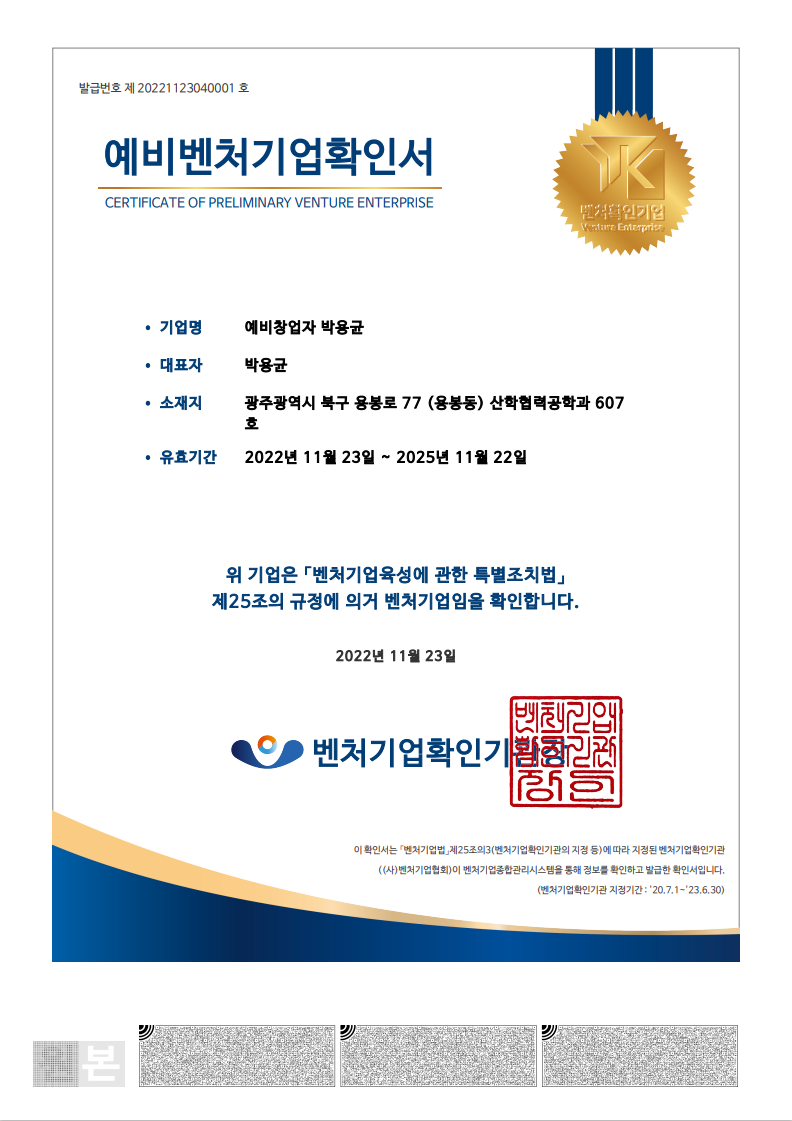 발급번호 제 20221123040001 호
예비벤처기업확인서
CERTIFICATE OF PRELIMINARY VENTURE ENTERPRISE
벤처확인기업
Venture Enterprise
• 기업명 예비창업자 박용균
• 대표자 박용균
• 소재지 광주광역시 북구 용봉로 77 (용봉동) 산학협력공학과 607
호
• 유효기간 2022년 11월 23일 ~ 2025년 11월 22일
위 기업은 「벤처기업육성에 관한 특별조치법」
제25조의 규정에 의거 벤처기업임을 확인합니다.
2022년 11월 23일
벤처기업확인기관장
이 확인서는 「벤처기업법」제25조의3(벤처기업확인기관의 지정 등)에 따라 지정된 벤처기업확인기관
((사)벤처기업협회)이 벤처기업종합관리시스템을 통해 정보를 확인하고 발급한 확인서입니다.
(벤처기업확인기관 지정기간 : '20.7.1~'23.6.30)
본